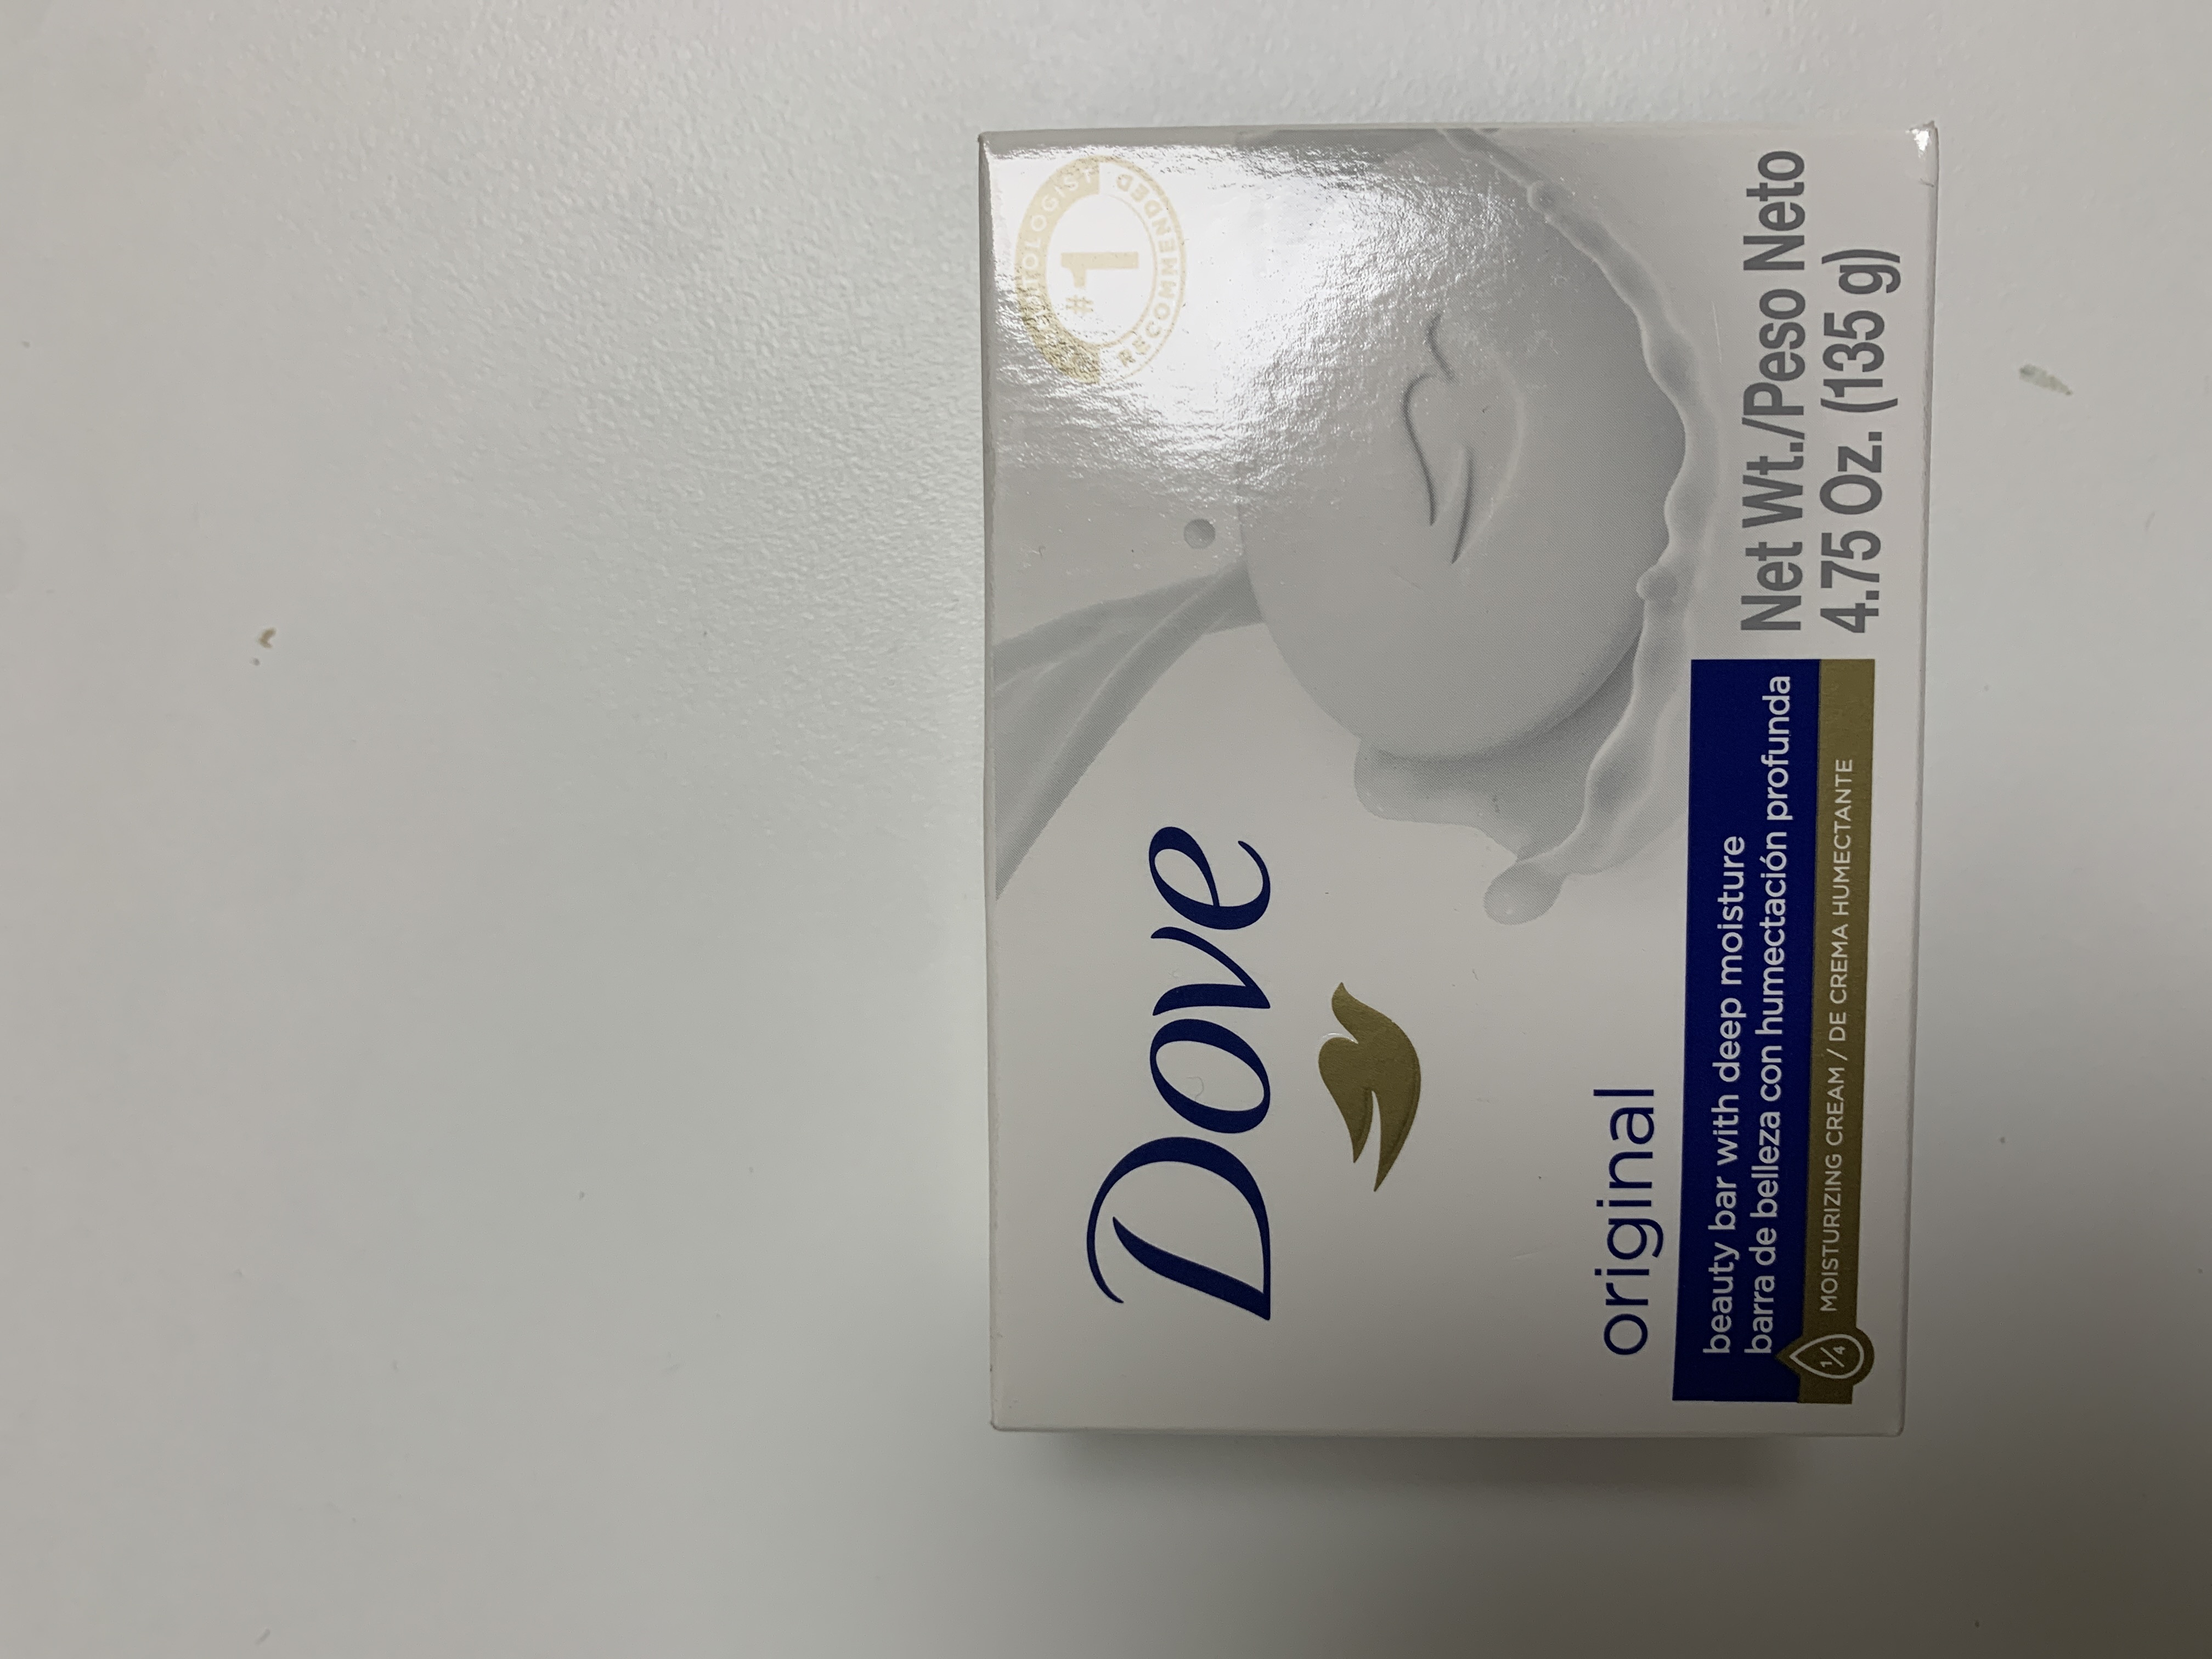 Dove
#1
RECOMMENDED
original
beauty bar with deep moisture
barra de belleza con humectación profunda
1/4 MOISTURIZING CREAM / DE CREMA HUMECTANTE
Net Wt./Peso Neto
4.75 Oz. (135 g)